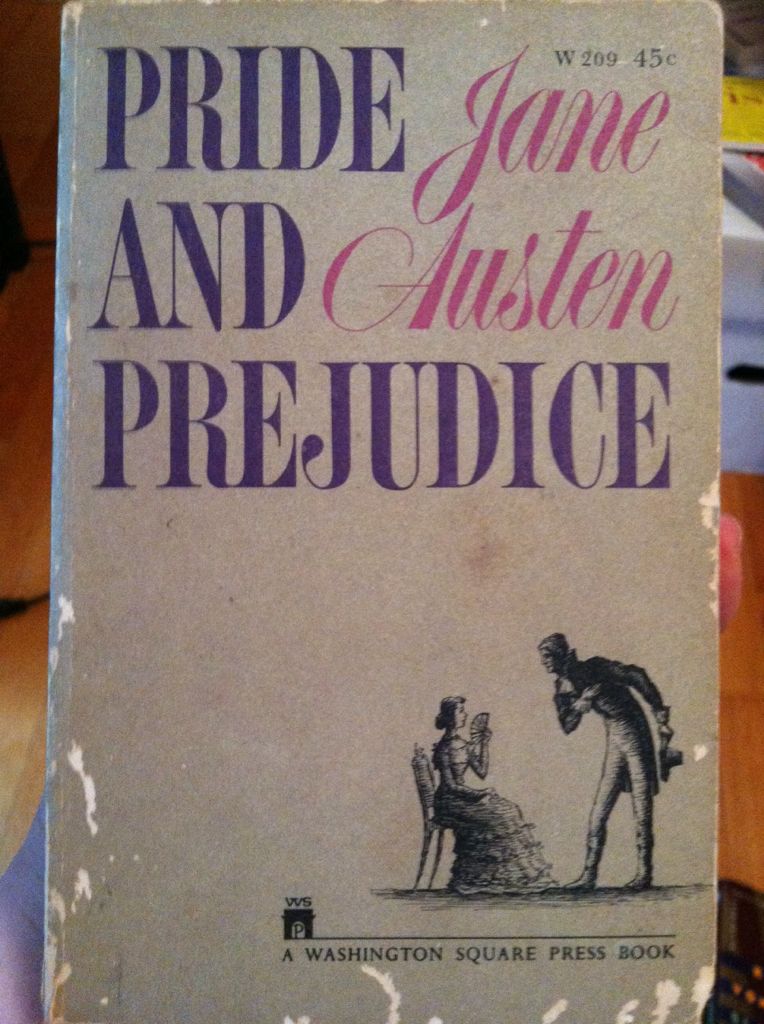 W 209 45c
PRIDE Jane
AND Austen
PREJUDICE
WS
P
A WASHINGTON SQUARE PRESS BOOK